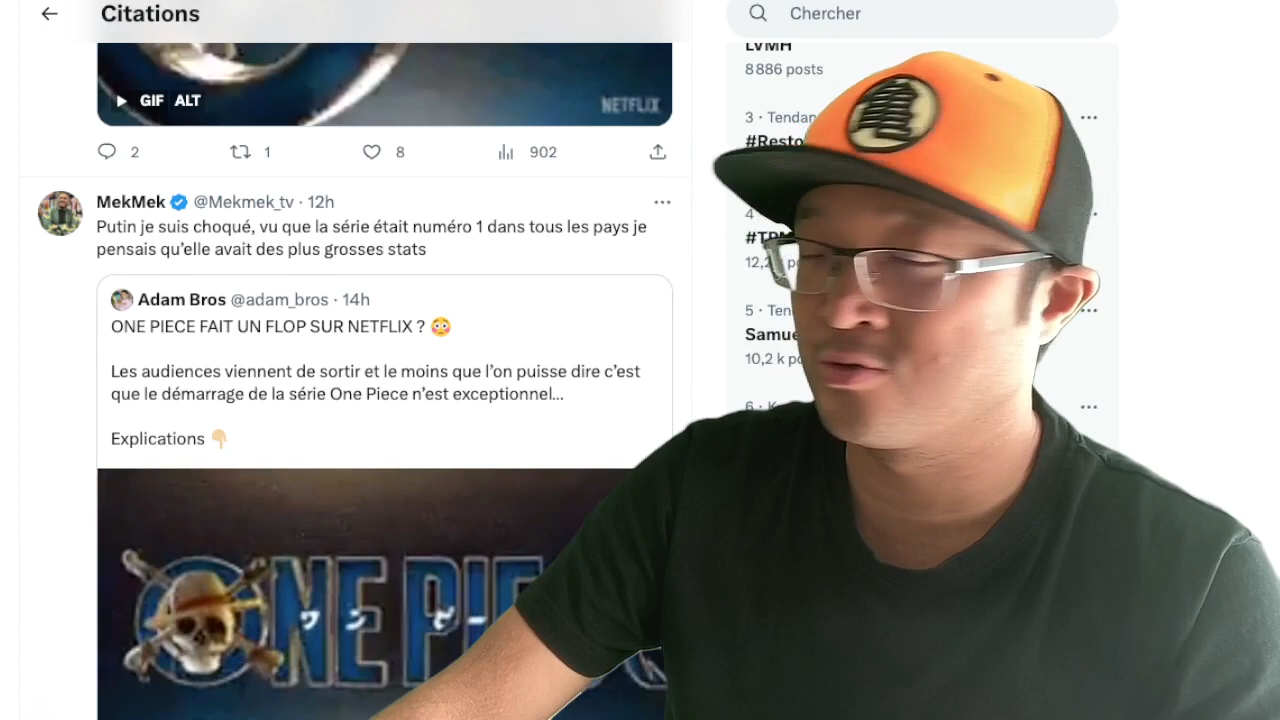 Citations
Chercher
LVMH
8 886 posts
GIF ALT
NETFLIX
3 · Tendan
#Resto
2 1 8 902
MekMek @Mekmek_tv · 12h
Putin je suis choqué, vu que la série était numéro 1 dans tous les pays je
pensais qu'elle avait des plus grosses stats
4
12,2
5 · Ten
Samue
10,2 k po
Adam Bros @adam_bros · 14h
ONE PIECE FAIT UN FLOP SUR NETFLIX ? 😳
Les audiences viennent de sortir et le moins que l'on puisse dire c'est
que le démarrage de la série One Piece n'est exceptionnel...
Explications 👇🏼
6 · K
ONE PIE